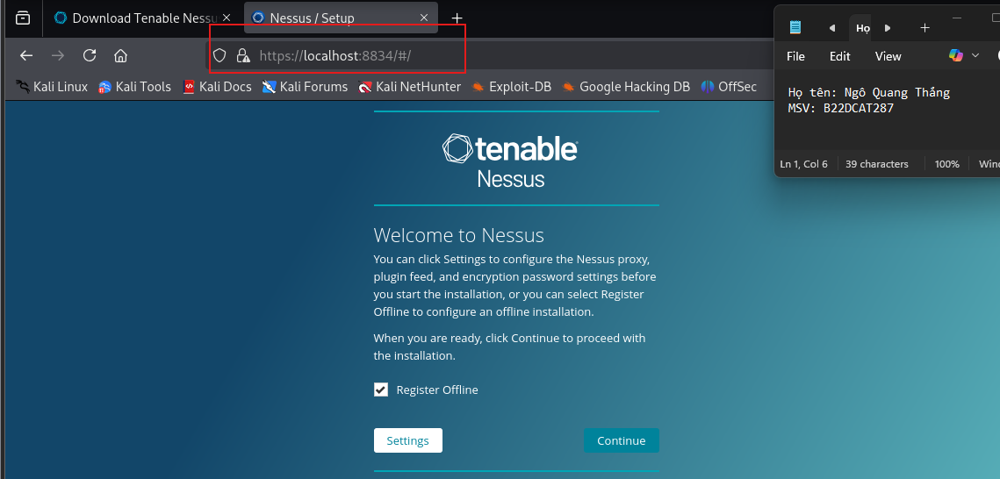 Download Tenable Nessu
Nessus / Setup
https://localhost:8834/#/
Kali Linux
Kali Tools
Kali Docs
Kali Forums
Kali NetHunter
Exploit-DB
Google Hacking DB
OffSec
Họ
File
Edit
View
Họ tên: Ngô Quang Thắng
MSV: B22DCAT287
Ln 1, Col 6
39 characters
100%
Wind
tenable
Nessus
Welcome to Nessus
You can click Settings to configure the Nessus proxy,
plugin feed, and encryption password settings before
you start the installation, or you can select Register
Offline to configure an offline installation.
When you are ready, click Continue to proceed with
the installation.
Register Offline
Settings
Continue